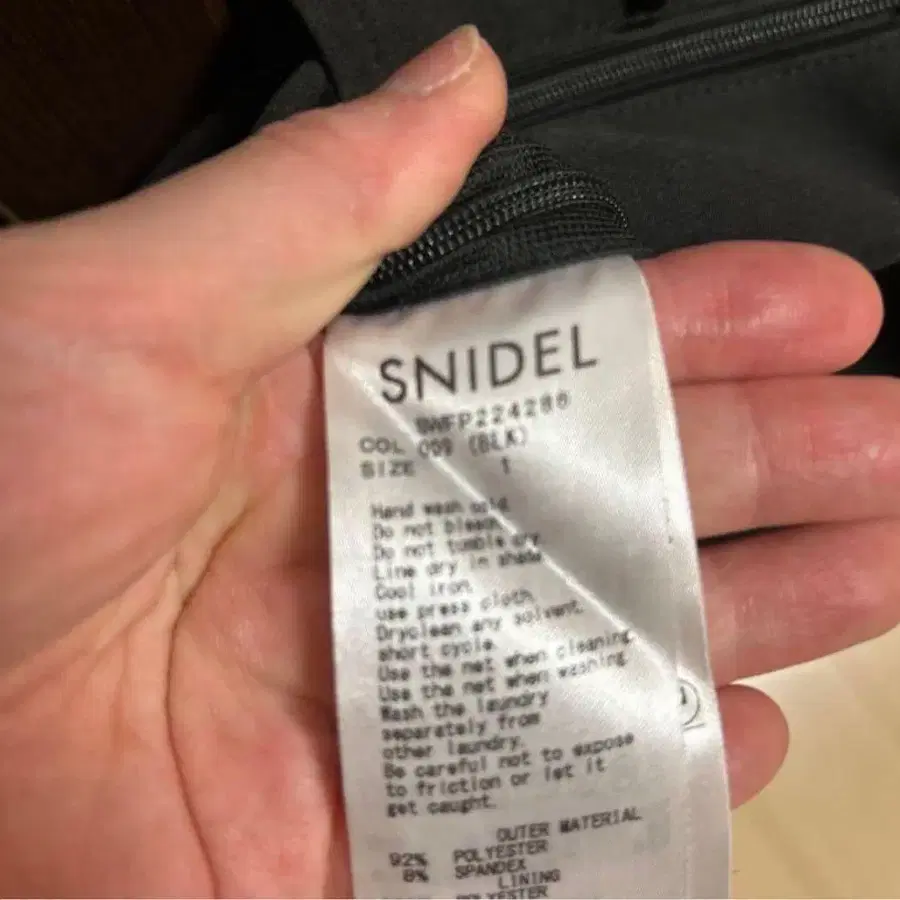 SNIDEL
SWFP224286
COL 009 (BLK)
SIZE 1
Hand wash cold.
Do not bleach.
Do not tumble dry.
Line dry in shade.
Cool iron.
use press cloth.
Dryclean any solvent.
short cycle.
Use the net when cleaning.
Use the net when washing.
Wash the laundry
separately from
other laundry.
Be careful not to expose
to friction or let it
get caught.
OUTER MATERIAL
92% POLYESTER
8% SPANDEX
LINING
POLYESTER